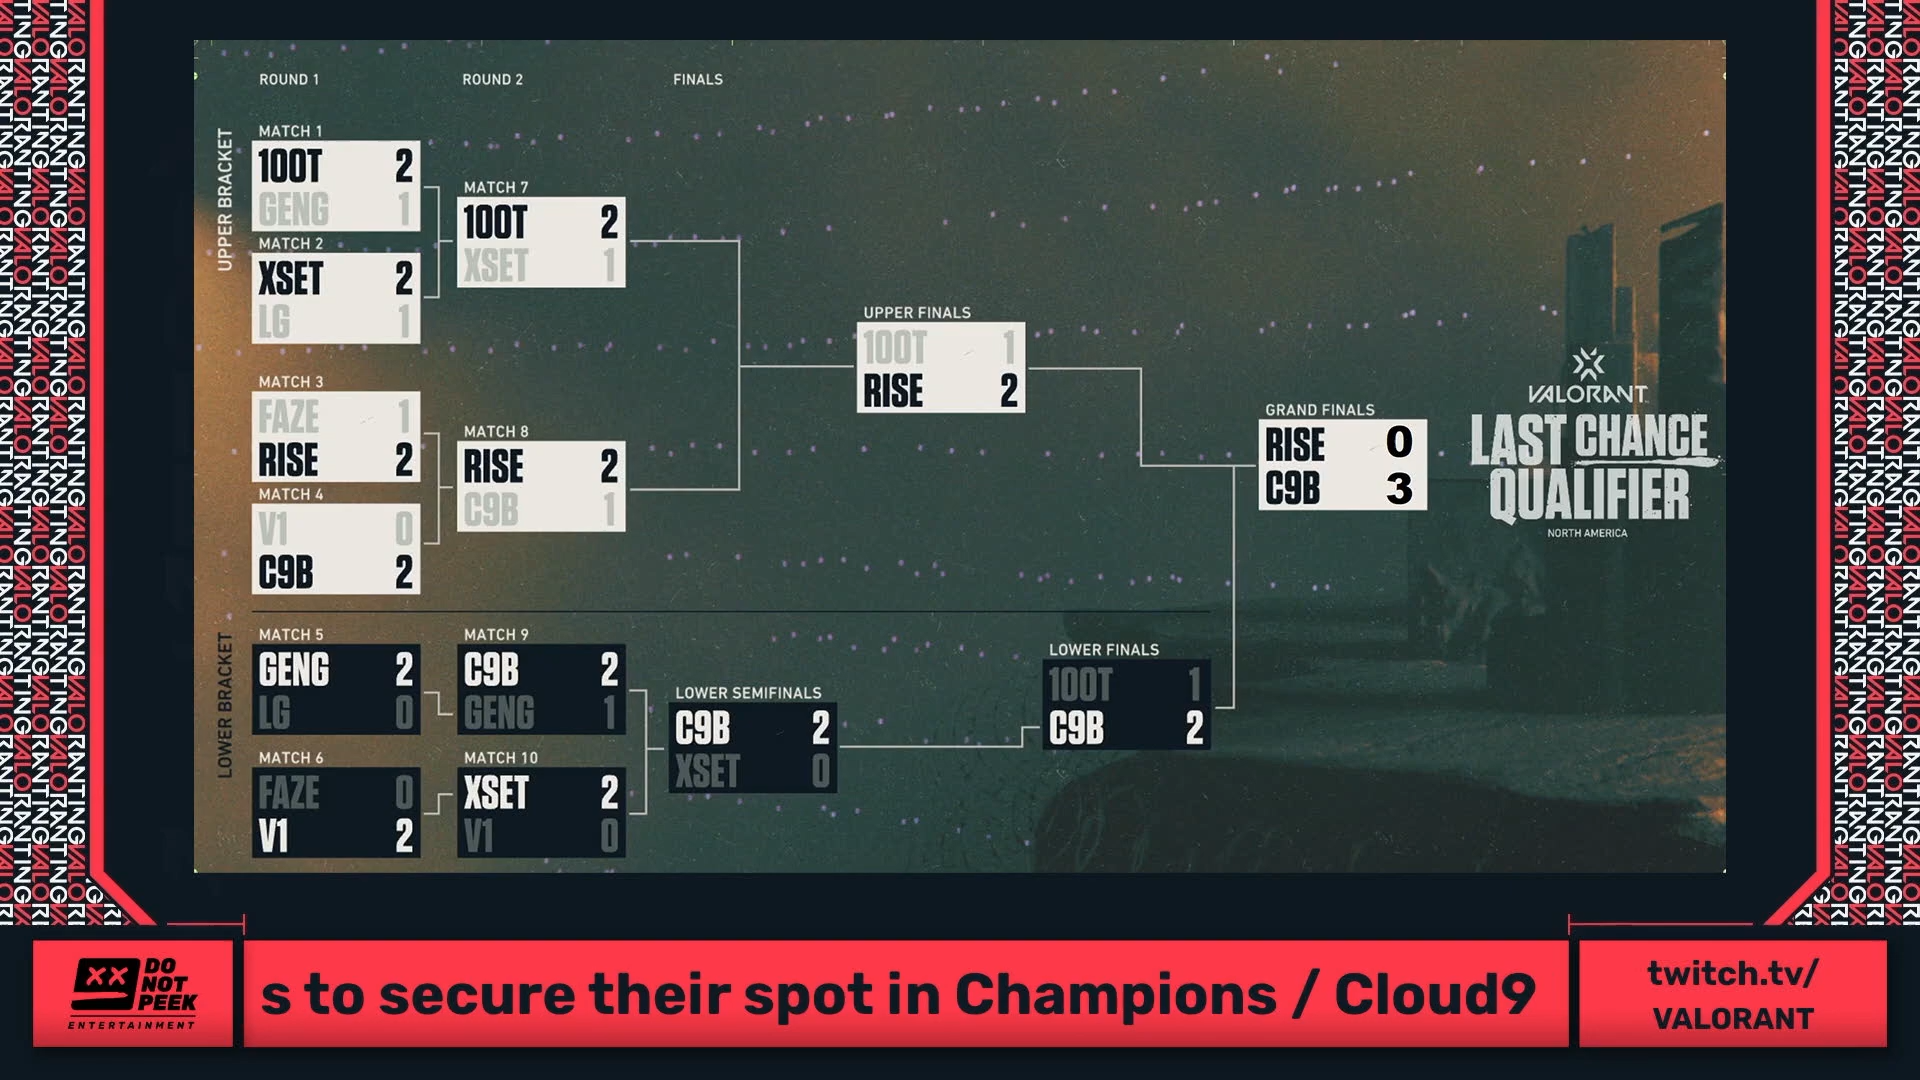 ROUND 1
ROUND 2
FINALS
UPPER BRACKET
MATCH 1
100T 2
GENG 1
MATCH 2
XSET 2
LG 1
MATCH 3
FAZE 1
RISE 2
MATCH 4
V1 0
C9B 2
MATCH 7
100T 2
XSET 1
MATCH 8
RISE 2
C9B 1
UPPER FINALS
100T 1
RISE 2
GRAND FINALS
RISE 0
C9B 3
VALORANT
LAST CHANCE
QUALIFIER
NORTH AMERICA
LOWER BRACKET
MATCH 5
GENG 2
LG 0
MATCH 6
FAZE 0
V1 2
MATCH 9
C9B 2
GENG 1
MATCH 10
XSET 2
V1 0
LOWER SEMIFINALS
C9B 2
XSET 0
LOWER FINALS
100T 1
C9B 2
DO
NOT
PEEK
ENTERTAINMENT
s to secure their spot in Champions / Cloud9
twitch.tv/
VALORANT